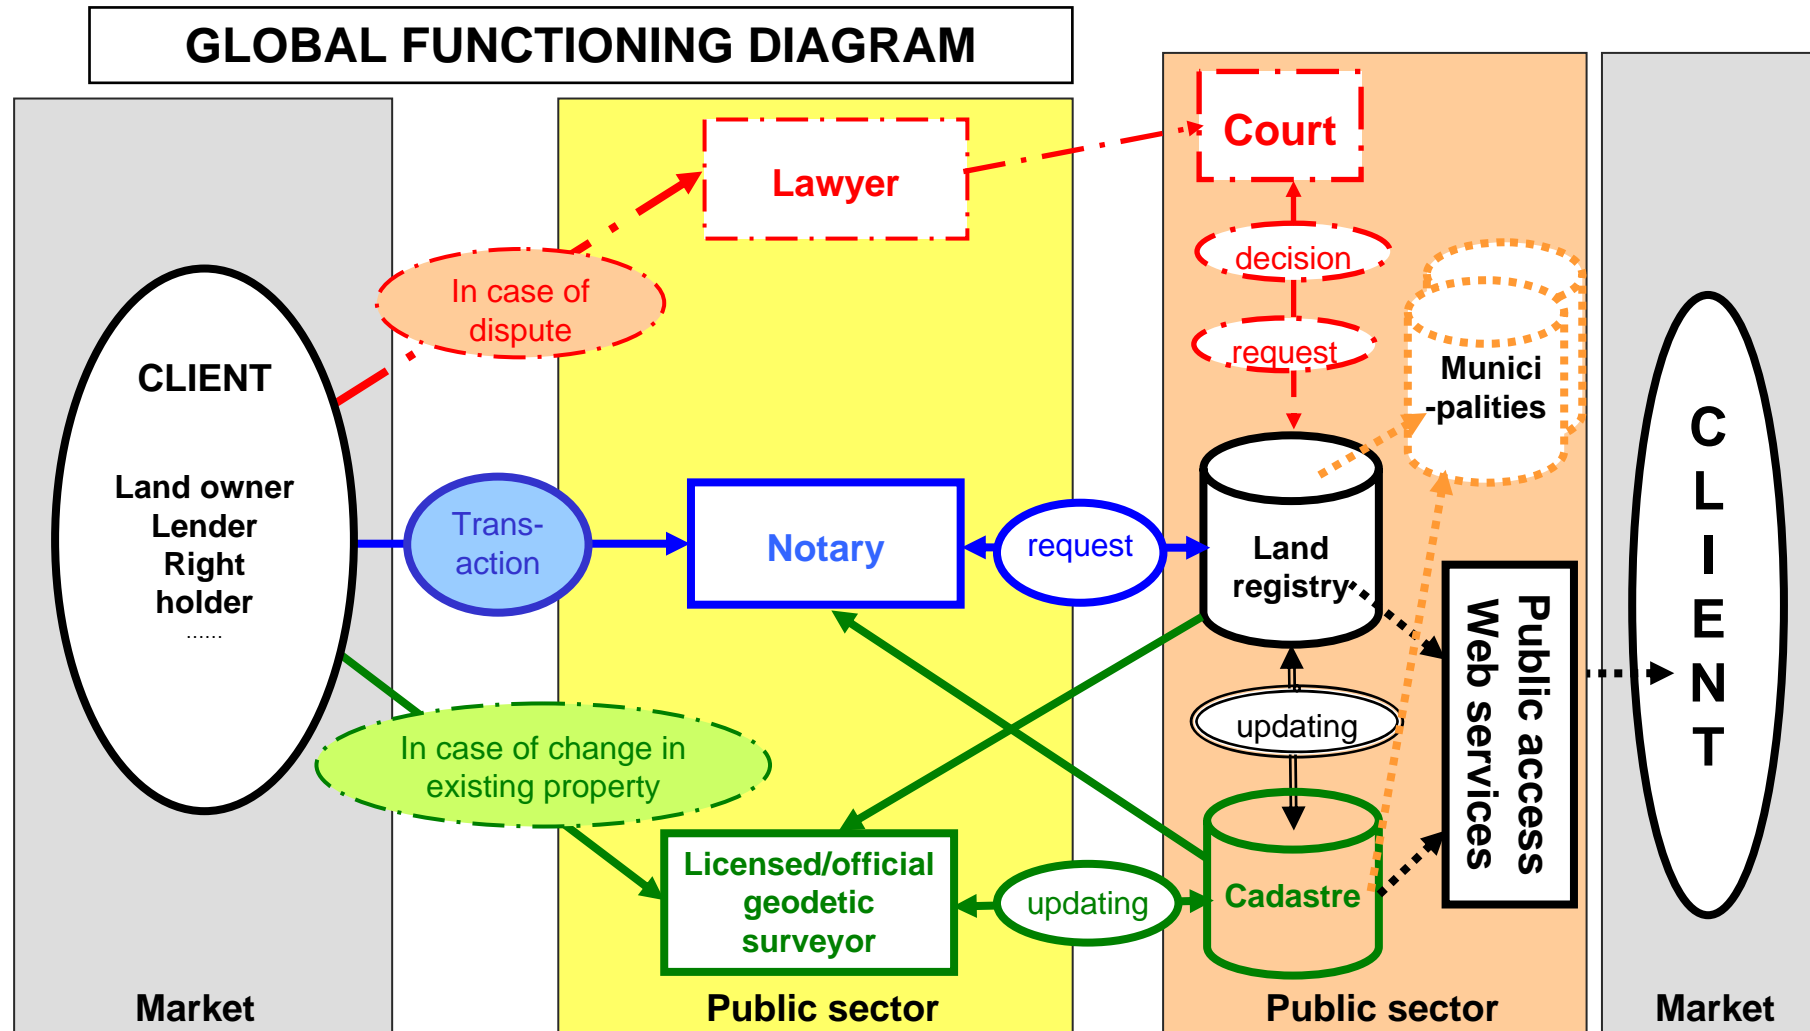 GLOBAL FUNCTIONING DIAGRAM
Lawyer
Court
In case of
dispute
decision
request
Munici
-palities
CLIENT
Land owner
Lender
Right
holder
......
Trans-
action
Notary
request
Land
registry
updating
Public access
Web services
C
L
I
E
N
T
In case of change in
existing property
Licensed/official
geodetic
surveyor
updating
Cadastre
Market
Public sector
Public sector
Market